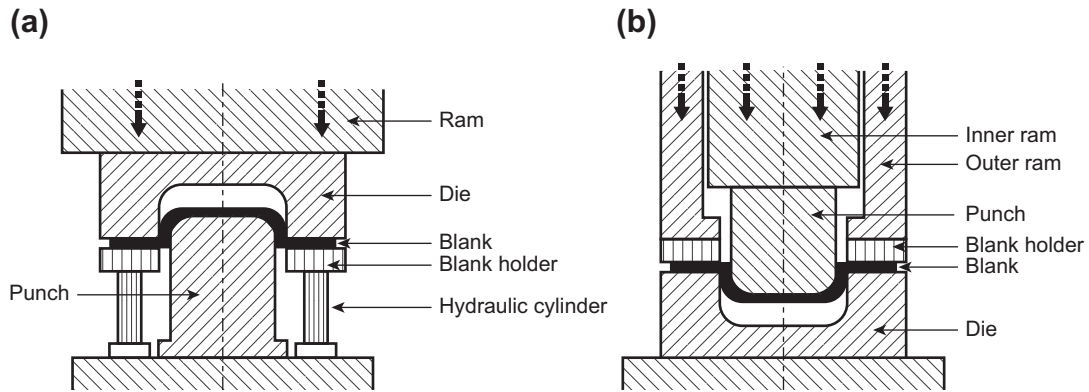 (a)
Ram
Die
Blank
Blank holder
Punch
Hydraulic cylinder
(b)
Inner ram
Outer ram
Punch
Blank holder
Blank
Die